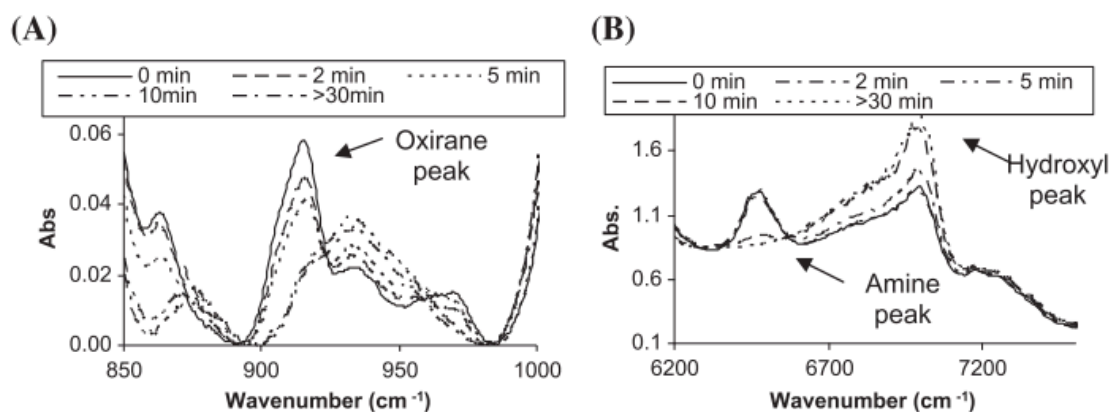 (A)
0 min 2 min 5 min
10min >30min
0.06
0.04
0.02
0.00
Abs
Oxirane
peak
850 900 950 1000
Wavenumber (cm -1)
(B)
0 min 2 min 5 min
10 min >30 min
1.6
1.1
0.6
0.1
Abs.
Hydroxyl
peak
Amine
peak
6200 6700 7200
Wavenumber (cm -1)